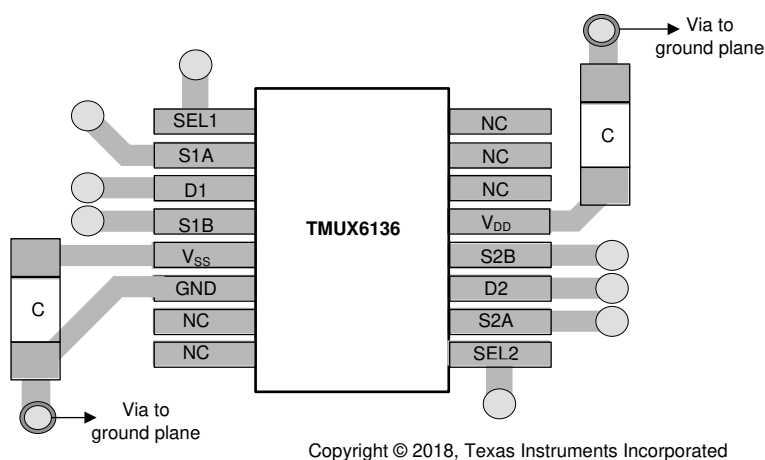 Via to
ground plane
SEL1
NC
C
S1A
NC
D1
NC
S1B
TMUX6136
VDD
VSS
S2B
C
GND
D2
NC
S2A
NC
SEL2
Via to
ground plane
Copyright © 2018, Texas Instruments Incorporated